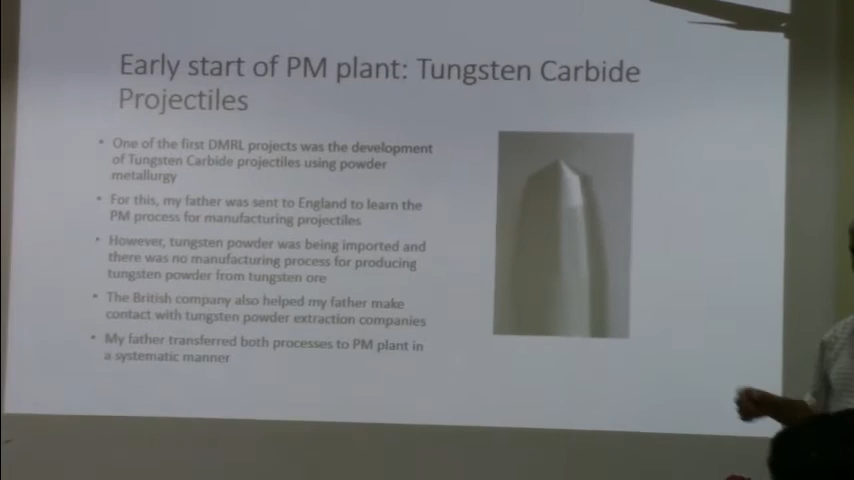 Early start of PM plant: Tungsten Carbide
Projectiles
• One of the first DMRL projects was the development
of Tungsten Carbide projectiles using powder
metallurgy
• For this, my father was sent to England to learn the
PM process for manufacturing projectiles
• However, tungsten powder was being imported and
there was no manufacturing process for producing
tungsten powder from tungsten ore
• The British company also helped my father make
contact with tungsten powder extraction companies
• My father transferred both processes to PM plant in
a systematic manner